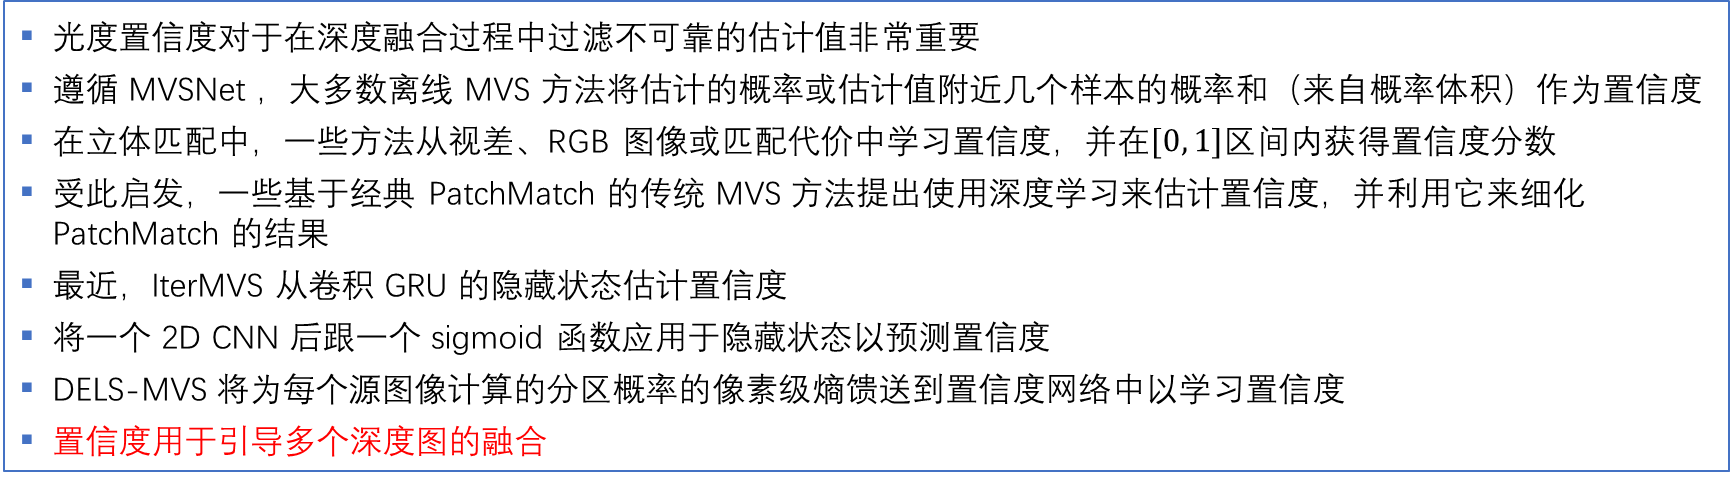 ▪ 光度置信度对于在深度融合过程中过滤不可靠的估计值非常重要
▪ 遵循 MVSNet ，大多数离线 MVS 方法将估计的概率或估计值附近几个样本的概率和（来自概率体积）作为置信度
▪ 在立体匹配中，一些方法从视差、RGB 图像或匹配代价中学习置信度，并在[0, 1]区间内获得置信度分数
▪ 受此启发，一些基于经典 PatchMatch 的传统 MVS 方法提出使用深度学习来估计置信度，并利用它来细化
PatchMatch 的结果
▪ 最近，IterMVS 从卷积 GRU 的隐藏状态估计置信度
▪ 将一个 2D CNN 后跟一个 sigmoid 函数应用于隐藏状态以预测置信度
▪ DELS-MVS 将为每个源图像计算的分区概率的像素级熵馈送到置信度网络中以学习置信度
▪ 置信度用于引导多个深度图的融合